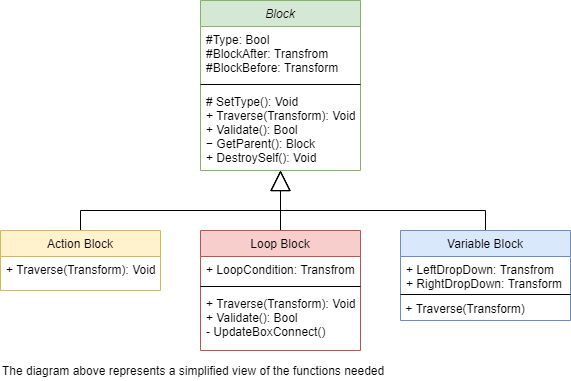 Block
#Type: Bool
#BlockAfter: Transfrom
#BlockBefore: Transform
# SetType(): Void
+ Traverse(Transform): Void
+ Validate(): Bool
− GetParent(): Block
+ DestroySelf(): Void
Action Block
+ Traverse(Transform): Void
Loop Block
+ LoopCondition: Transfrom
+ Traverse(Transform): Void
+ Validate(): Bool
- UpdateBoxConnect()
Variable Block
+ LeftDropDown: Transfrom
+ RightDropDown: Transform
+ Traverse(Transform)
The diagram above represents a simplified view of the functions needed